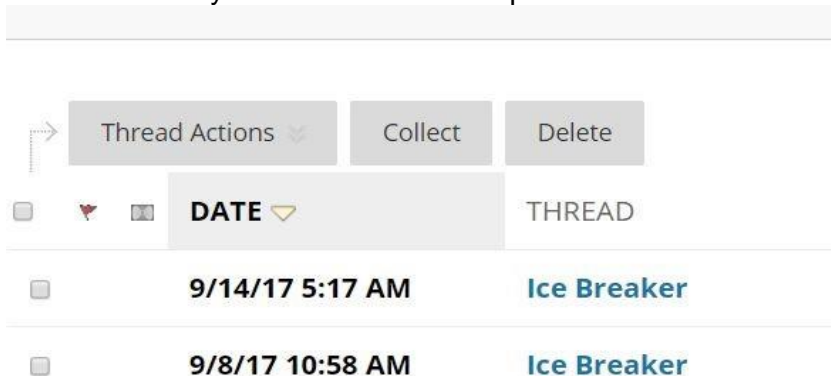 Thread Actions Collect Delete
DATE THREAD
9/14/17 5:17 AM Ice Breaker
9/8/17 10:58 AM Ice Breaker